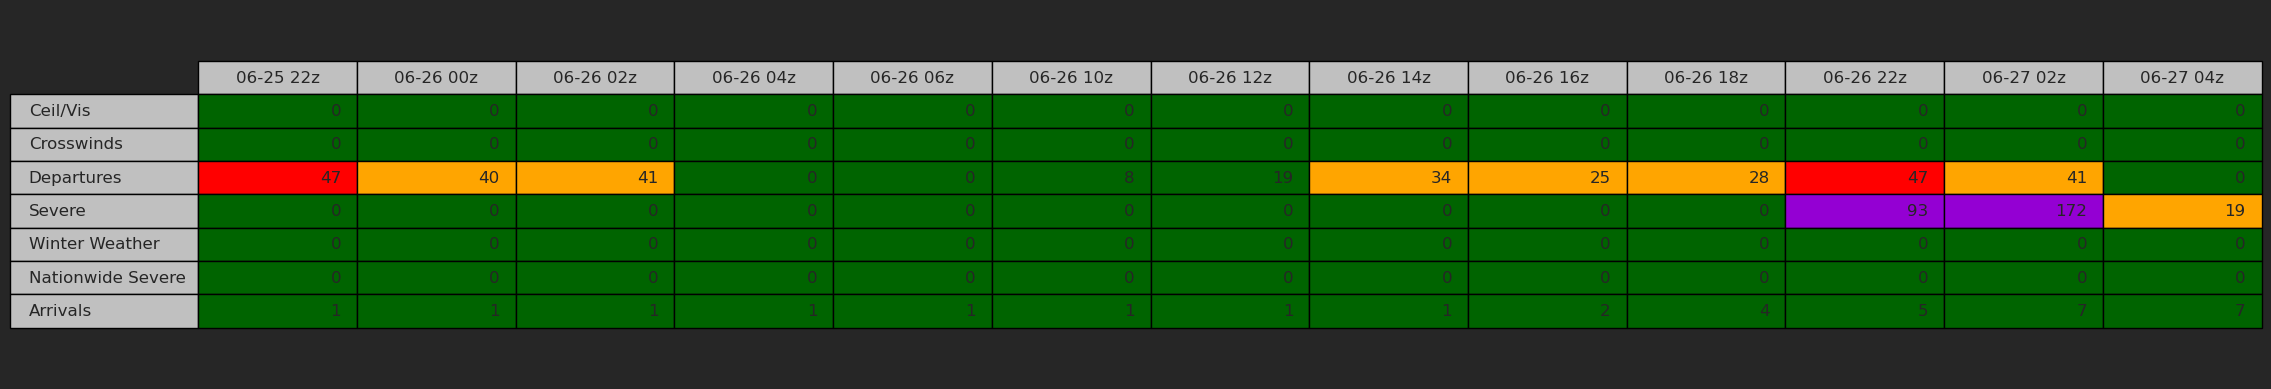 06-25 22z 06-26 00z 06-26 02z 06-26 04z 06-26 06z 06-26 10z 06-26 12z 06-26 14z 06-26 16z 06-26 18z 06-26 22z 06-27 02z 06-27 04z
Ceil/Vis 0 0 0 0 0 0 0 0 0 0 0 0 0
Crosswinds 0 0 0 0 0 0 0 0 0 0 0 0 0
Departures 47 40 41 0 0 8 19 34 25 28 47 41 0
Severe 0 0 0 0 0 0 0 0 0 0 93 172 19
Winter Weather 0 0 0 0 0 0 0 0 0 0 0 0 0
Nationwide Severe 0 0 0 0 0 0 0 0 0 0 0 0 0
Arrivals 1 1 1 1 1 1 1 1 2 4 5 7 7